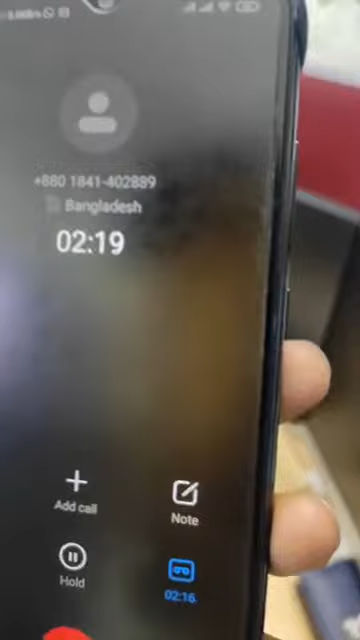 +880 1841-402889
Bangladesh
02:19
Add call
Note
Hold
02:16